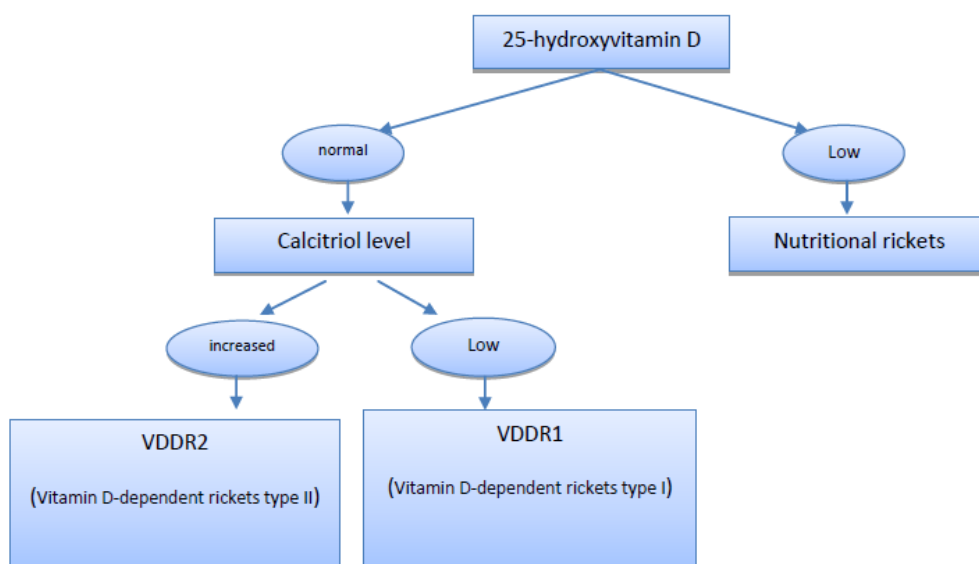 25-hydroxyvitamin D
normal
Low
Calcitriol level
Nutritional rickets
increased
Low
VDDR2
(Vitamin D-dependent rickets type II)
VDDR1
(Vitamin D-dependent rickets type I)